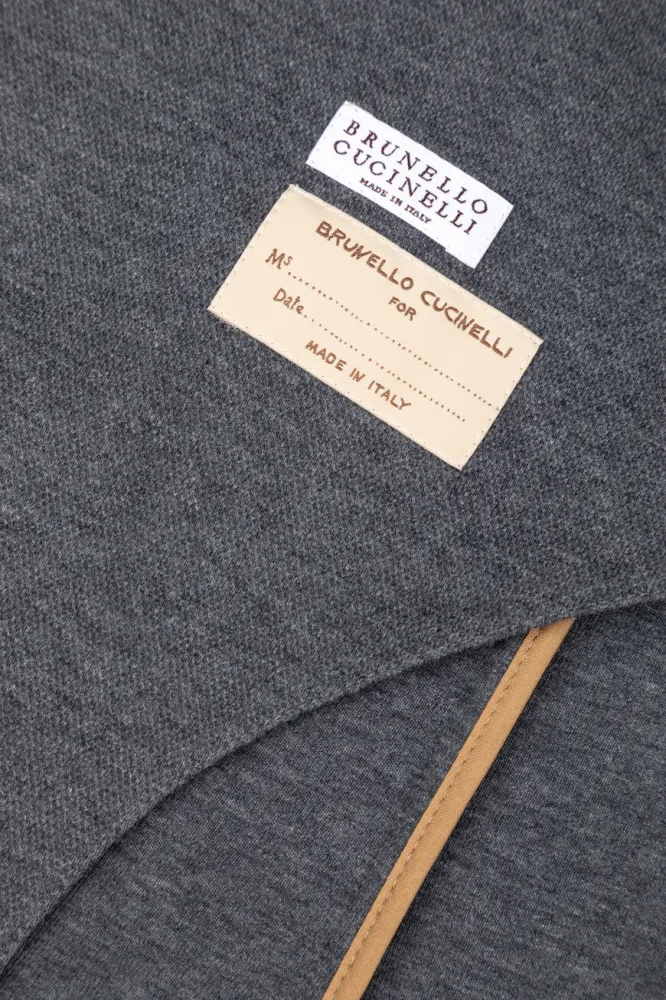 BRUNELLO
CUCINELLI
MADE IN ITALY
BRUNELLO CUCINELLI
FOR
Ms.............................
Date.............................
MADE IN ITALY